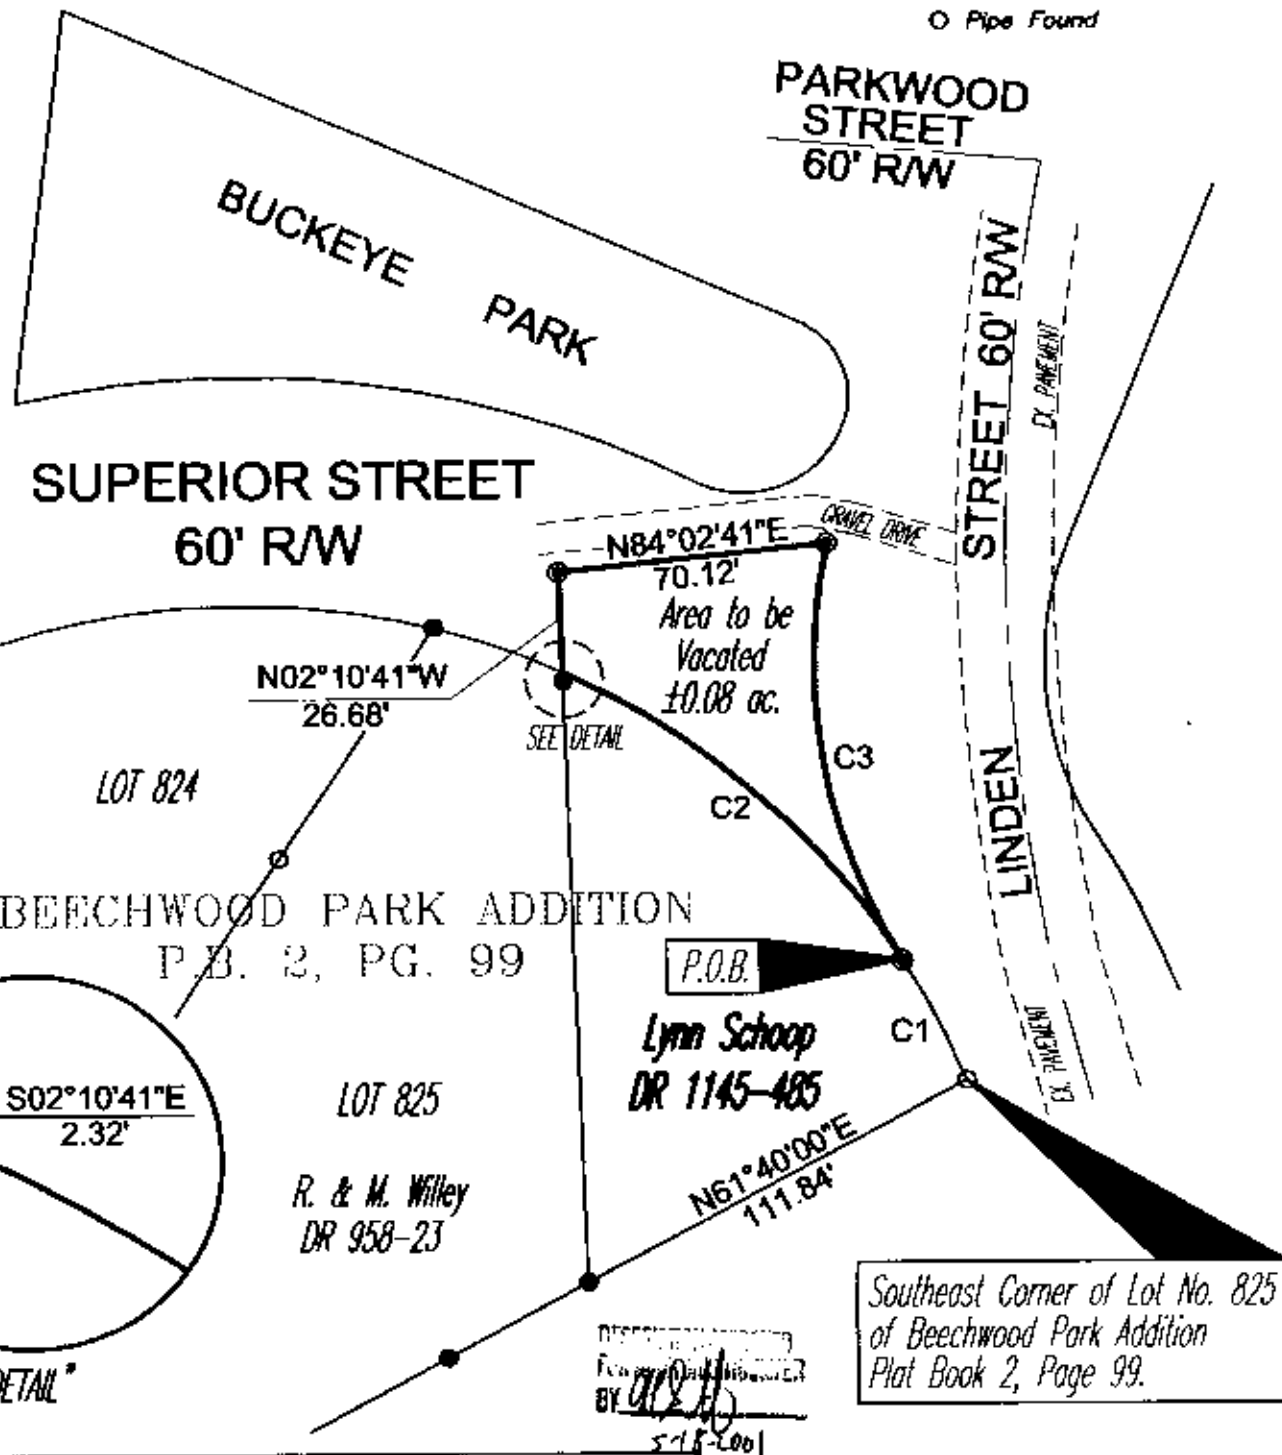 Pipe Found
PARKWOOD
STREET
60' R/W
BUCKEYE PARK
STREET 60' R/W
EX. PAVEMENT
SUPERIOR STREET
60' R/W
GRAVEL DRIVE
N84°02'41"E
70.12'
Area to be
Vacated
±0.08 ac.
N02°10'41"W
26.68'
SEE DETAIL
LOT 824
C3
C2
LINDEN
BEECHWOOD PARK ADDITION
P.B. 2, PG. 99
P.O.B.
Lynn Schoop
DR 1145-485
C1
EX. PAVEMENT
S02°10'41"E
2.32'
LOT 825
R. & M. Willey
DR 958-23
N61°40'00"E
111.84'
Southeast Corner of Lot No. 825
of Beechwood Park Addition
Plat Book 2, Page 99.
DETAIL"
BY